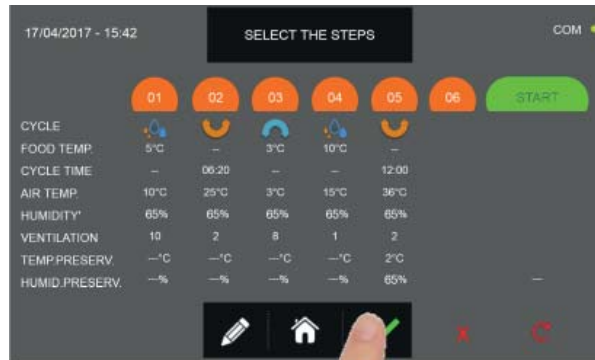 17/04/2017 - 15:42 SELECT THE STEPS COM
01 02 03 04 05 06 START
CYCLE
FOOD TEMP. 5°C -- 3°C 10°C --
CYCLE TIME -- 06:20 -- -- 12:00
AIR TEMP. 10°C 25°C 3°C 15°C 36°C
HUMIDITY* 65% 65% 65% 65% 65%
VENTILATION 10 2 8 1 2
TEMP.PRESERV. ---°C ---°C ---°C ---°C 2°C
HUMID.PRESERV. ---% ---% ---% ---% 65% ---
X